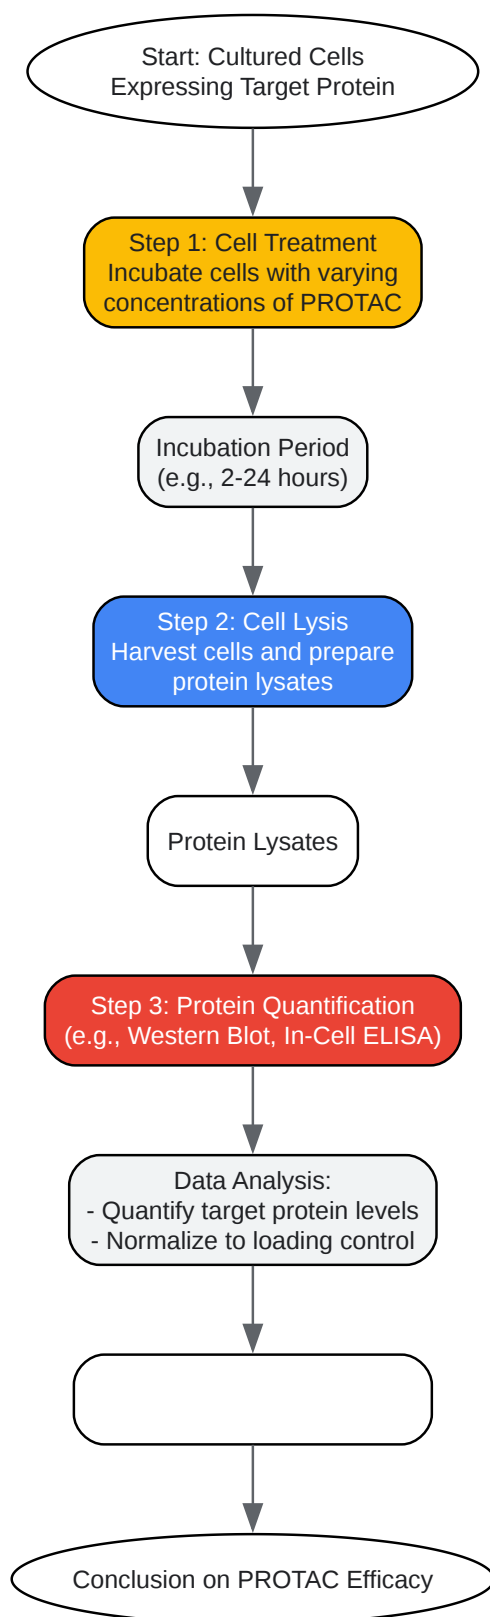 Start: Cultured Cells
Expressing Target Protein
Step 1: Cell Treatment
Incubate cells with varying
concentrations of PROTAC
Incubation Period
(e.g., 2-24 hours)
Step 2: Cell Lysis
Harvest cells and prepare
protein lysates
Protein Lysates
Step 3: Protein Quantification
(e.g., Western Blot, In-Cell ELISA)
Data Analysis:
- Quantify target protein levels
- Normalize to loading control
Conclusion on PROTAC Efficacy